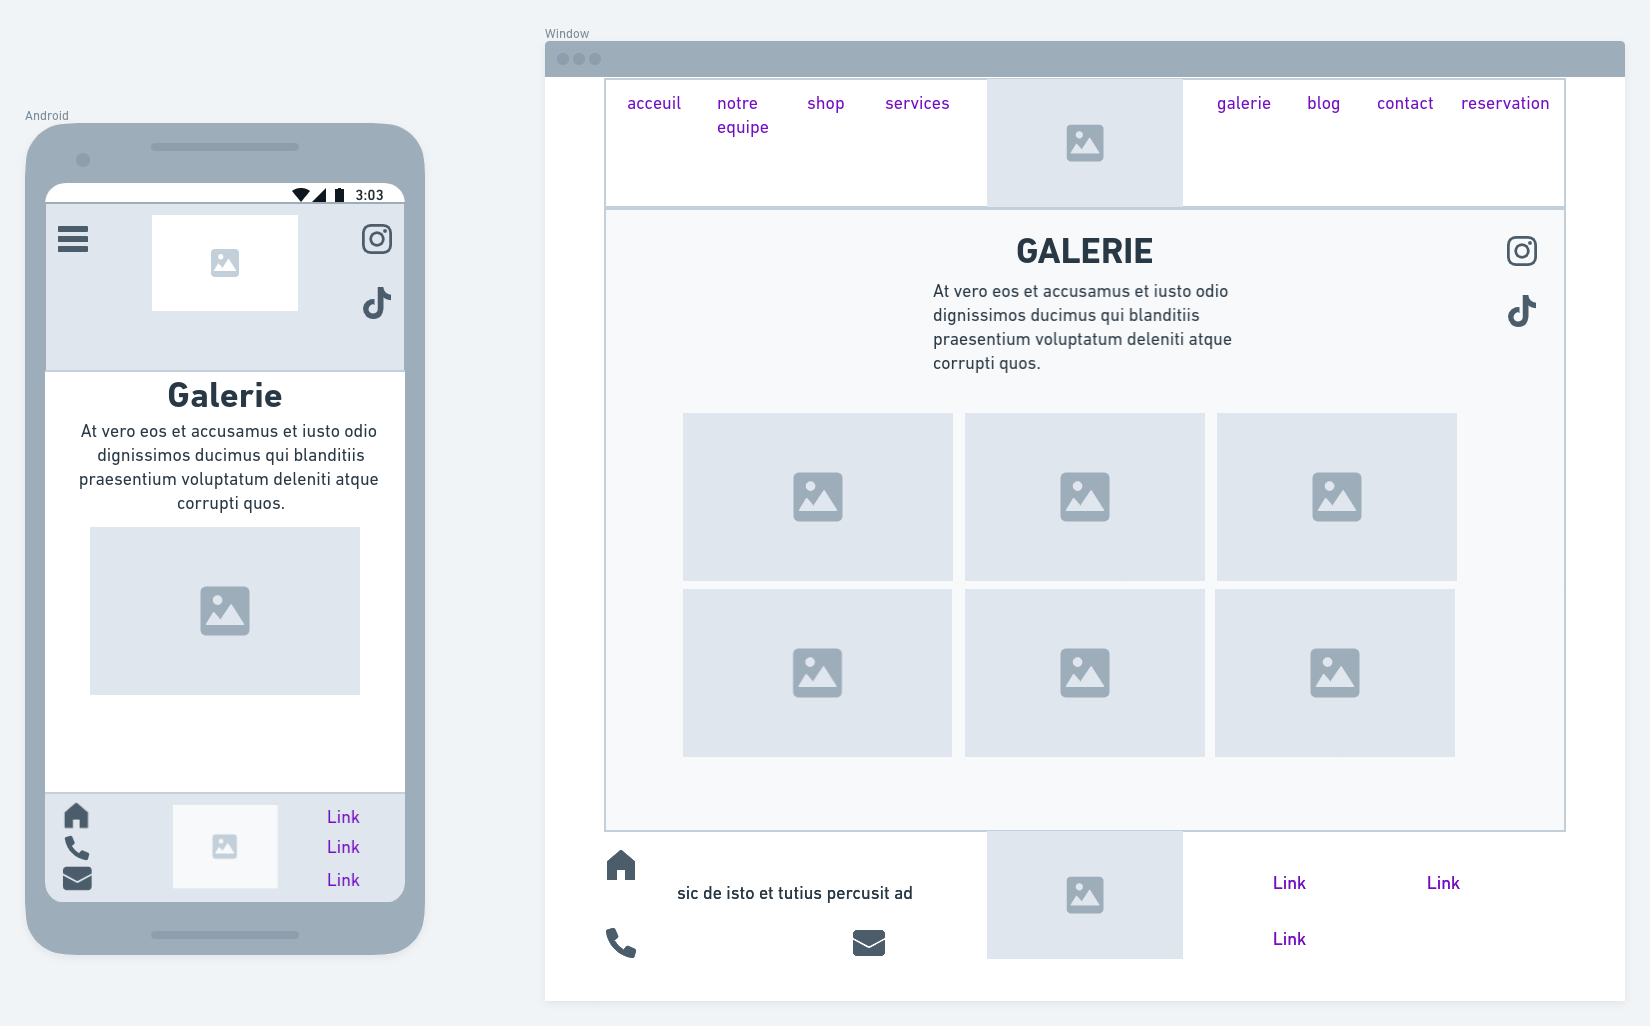 Android
3:03
Galerie
At vero eos et accusamus et iusto odio
dignissimos ducimus qui blanditiis
praesentium voluptatum deleniti atque
corrupti quos.
Link
Link
Link
Window
acceuil
notre
equipe
shop
services
galerie
blog
contact
reservation
GALERIE
At vero eos et accusamus et iusto odio
dignissimos ducimus qui blanditiis
praesentium voluptatum deleniti atque
corrupti quos.
sic de isto et tutius percusit ad
Link
Link
Link